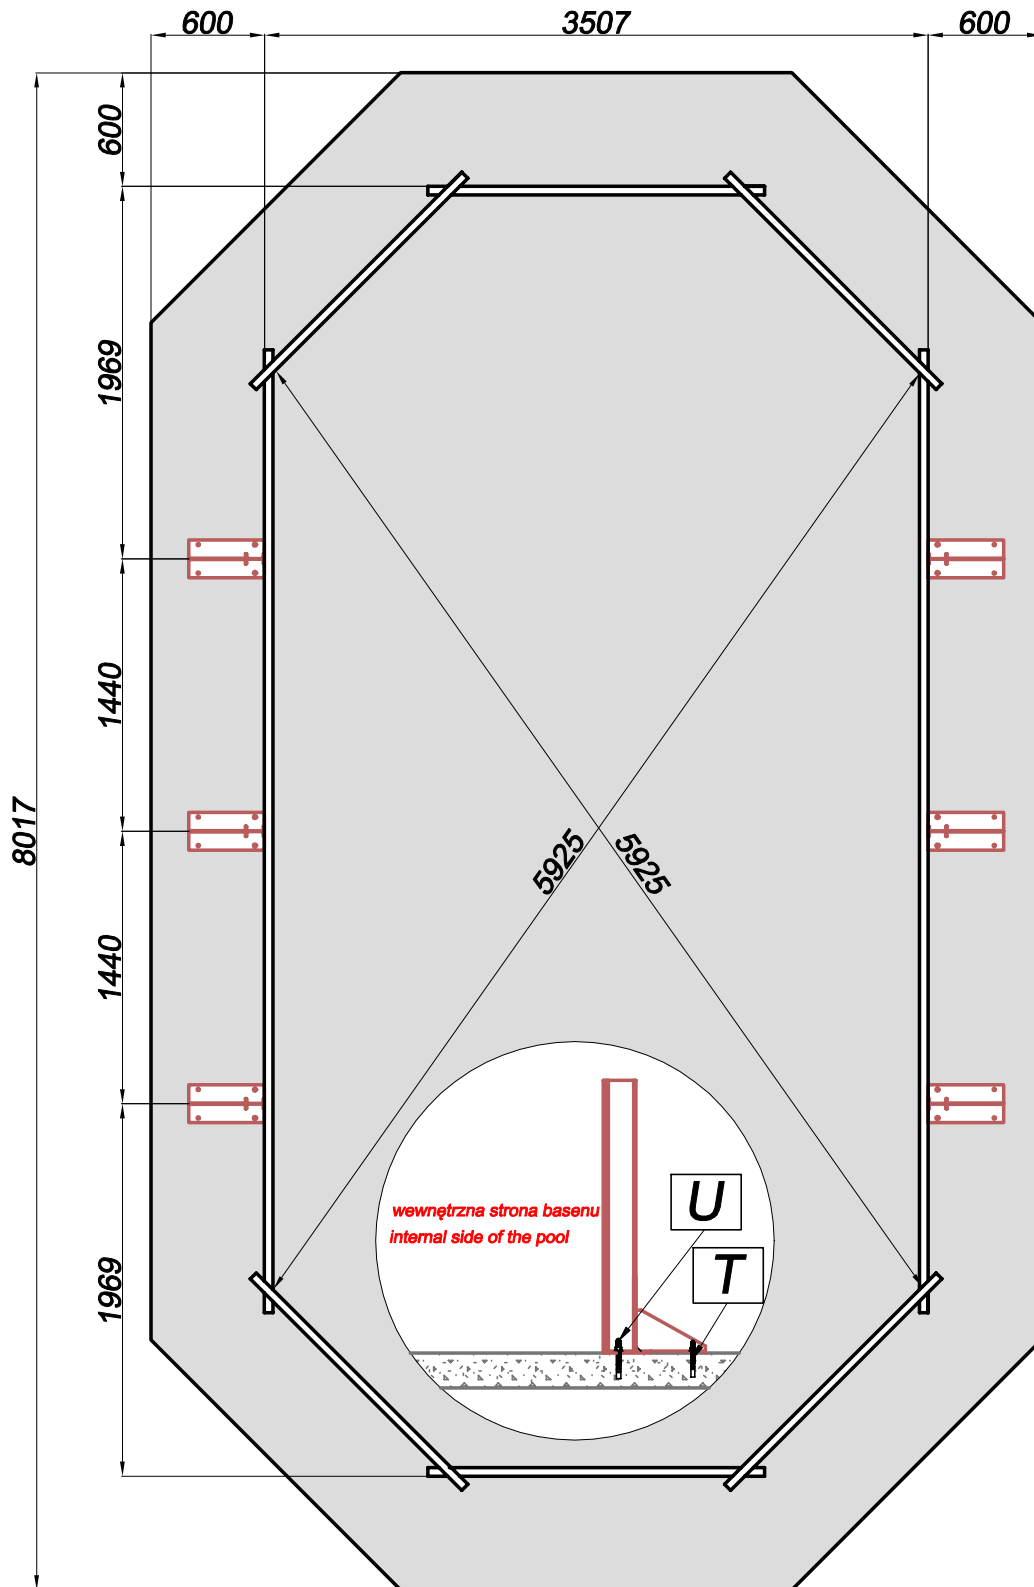 600
3507
600
600
1969
1440
8017
5925
5925
1440
wewnętrzna strona basenu
internal side of the pool
U
T
1969